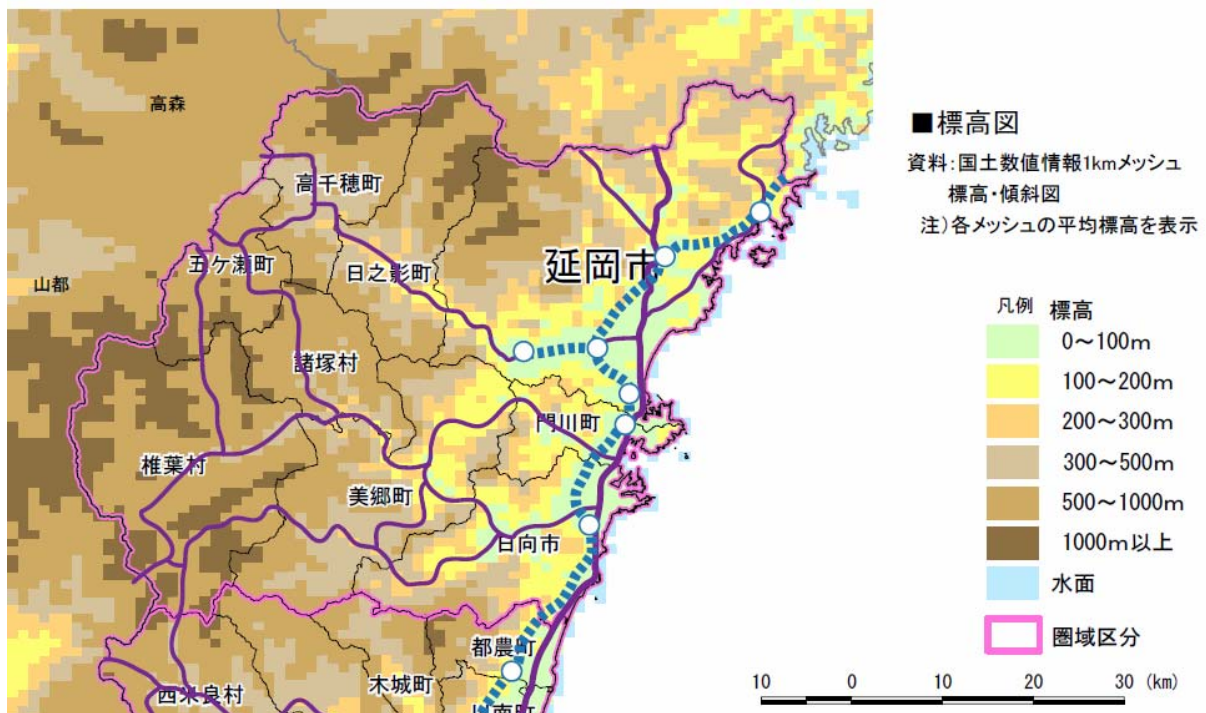 高森
高千穂町
延岡市
五ケ瀬町
日之影町
山都
諸塚村
門川町
椎葉村
美郷町
日向市
都農町
木城町
西米良村
川南町
■標高図
資料:国土数値情報1kmメッシュ
標高・傾斜図
注)各メッシュの平均標高を表示
凡例 標高
0～100m
100～200m
200～300m
300～500m
500～1000m
1000m以上
水面
圏域区分
10 0 10 20 30 (km)